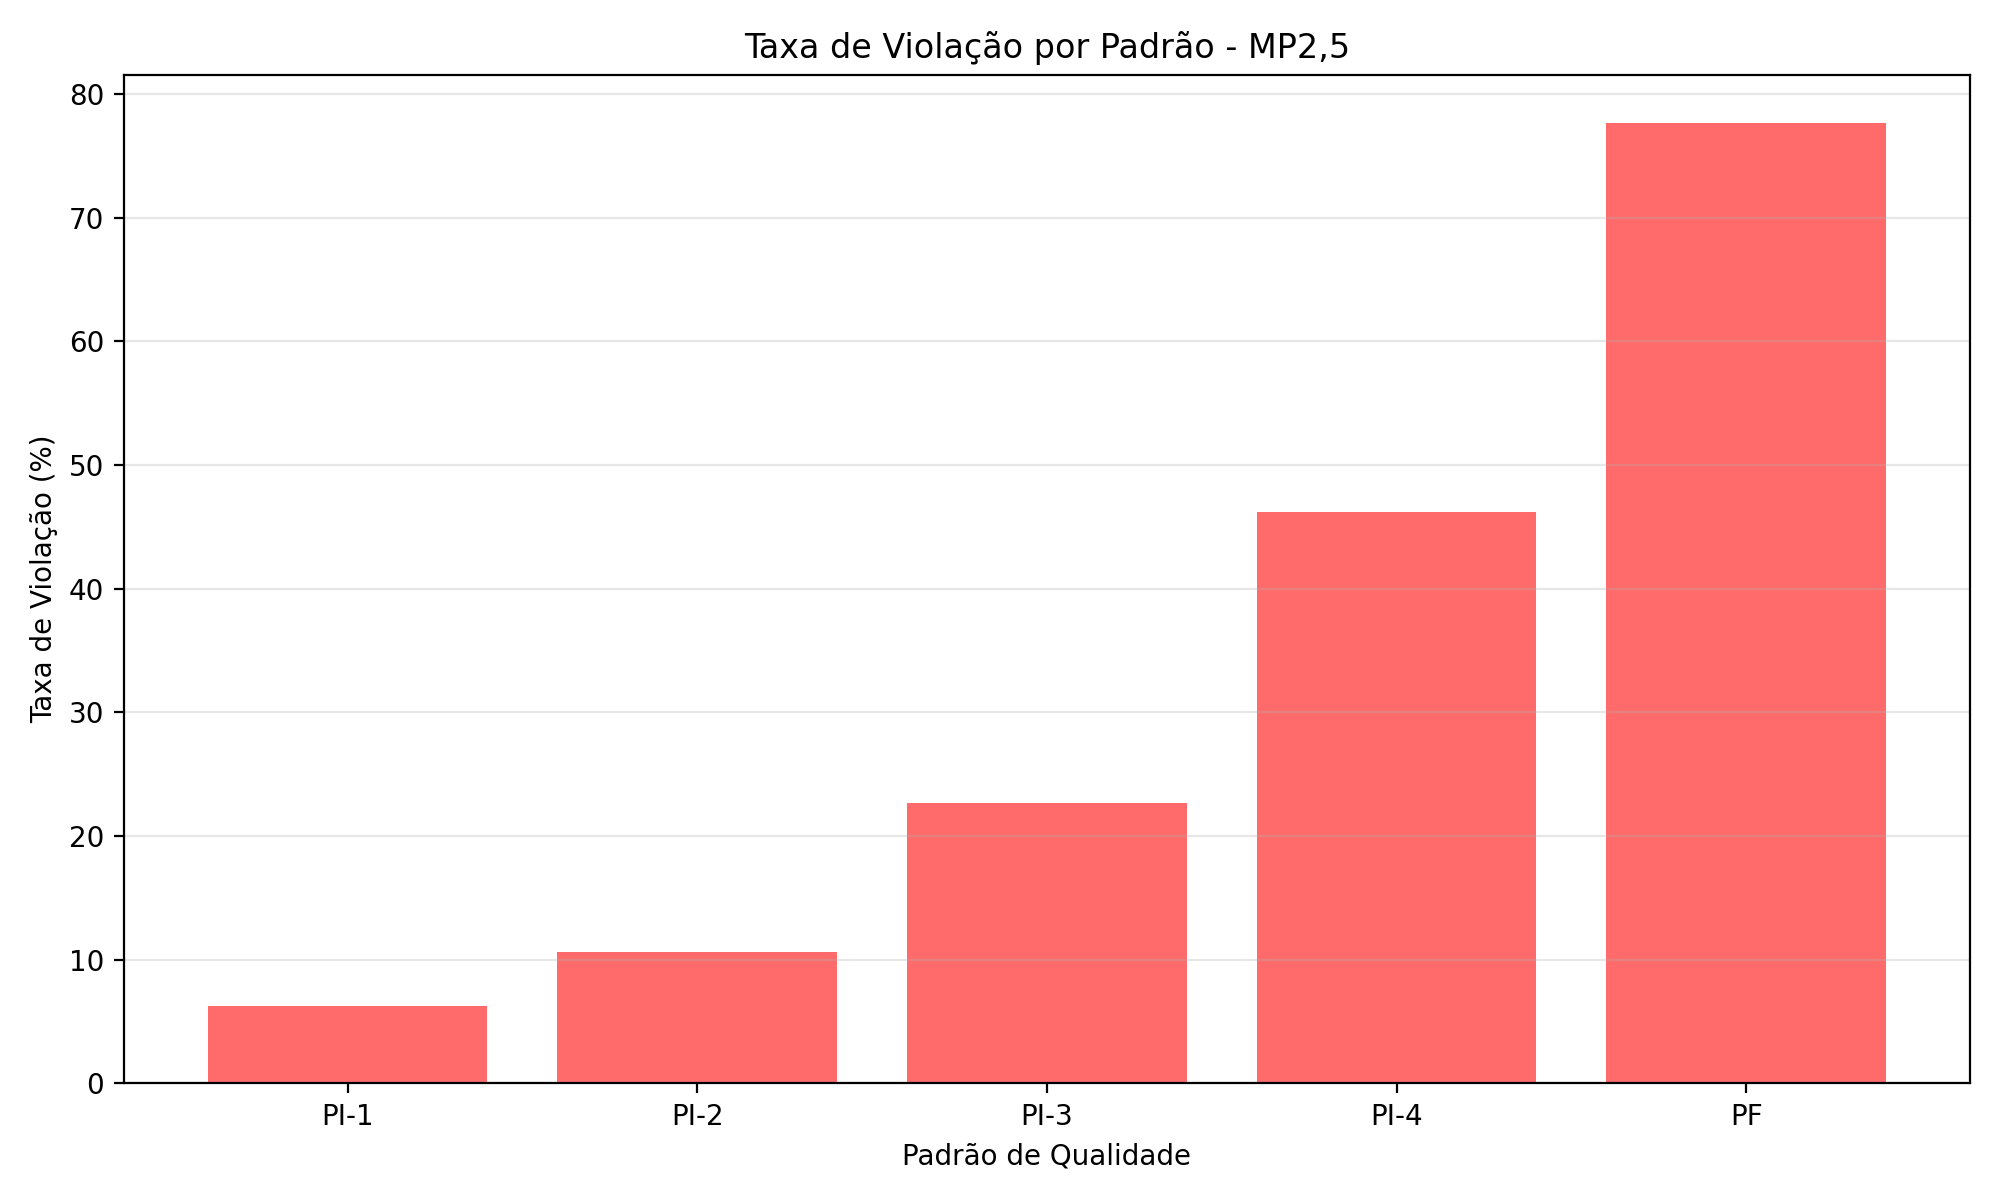 Taxa de Violação por Padrão - MP2,5
Taxa de Violação (%)
80
70
60
50
40
30
20
10
0
PI-1
PI-2
PI-3
PI-4
PF
Padrão de Qualidade